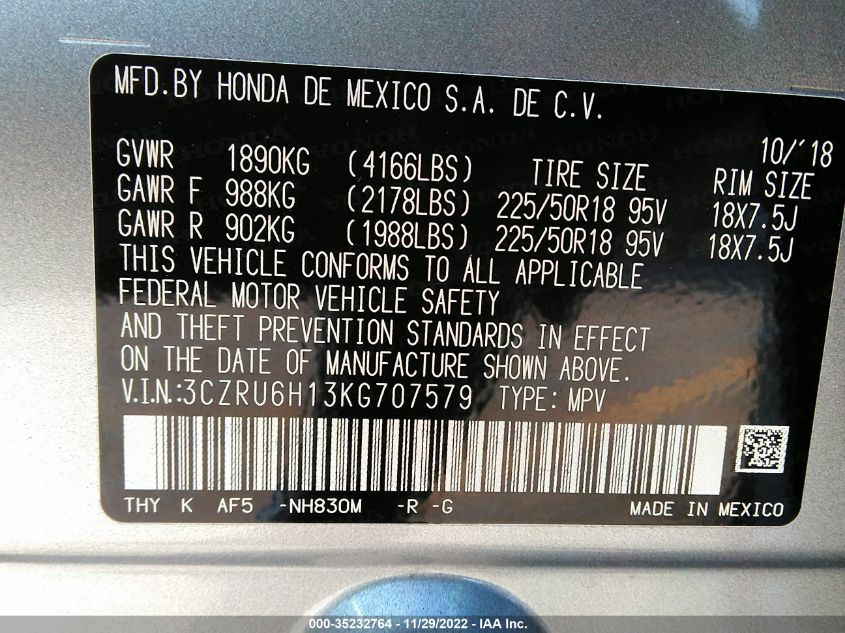 MFD.BY HONDA DE MEXICO S.A. DE C.V.
10/'18
GVWR 1890KG (4166LBS) TIRE SIZE RIM SIZE
GAWR F 988KG (2178LBS) 225/50R18 95V 18X7.5J
GAWR R 902KG (1988LBS) 225/50R18 95V 18X7.5J
THIS VEHICLE CONFORMS TO ALL APPLICABLE
FEDERAL MOTOR VEHICLE SAFETY
AND THEFT PREVENTION STANDARDS IN EFFECT
ON THE DATE OF MANUFACTURE SHOWN ABOVE.
V.I.N.:3CZRU6H13KG707579 TYPE: MPV
THY K AF5 -NH830M -R -G MADE IN MEXICO
000-35232764 - 11/29/2022 - IAA Inc.